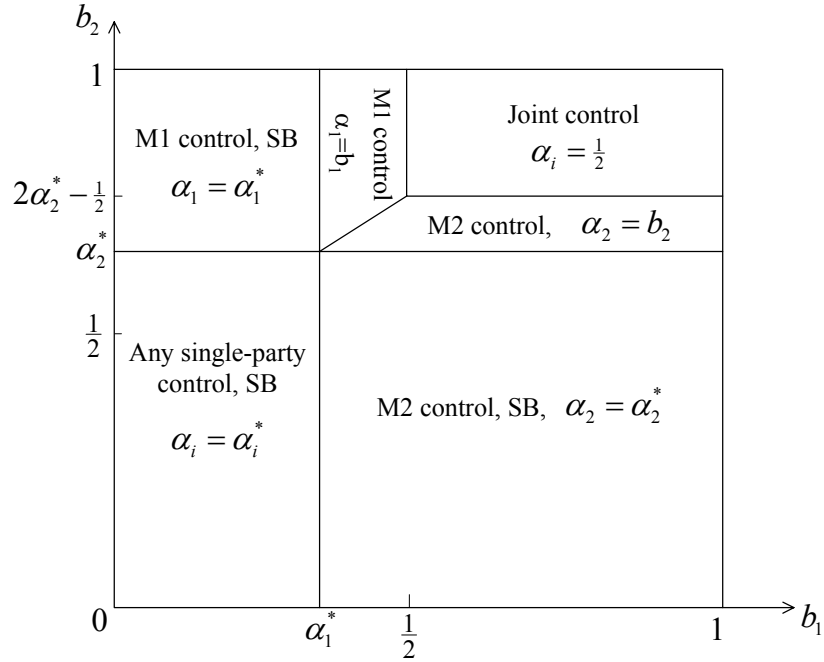 b₂
1
M1 control, SB
α₁ = α₁*
M1 control
α₁=b₁
Joint control
αᵢ = ½
2α₂* − ½
M2 control, α₂ = b₂
α₂*
½
Any single-party
control, SB
αᵢ = αᵢ*
M2 control, SB, α₂ = α₂*
0
α₁*
½
1
b₁